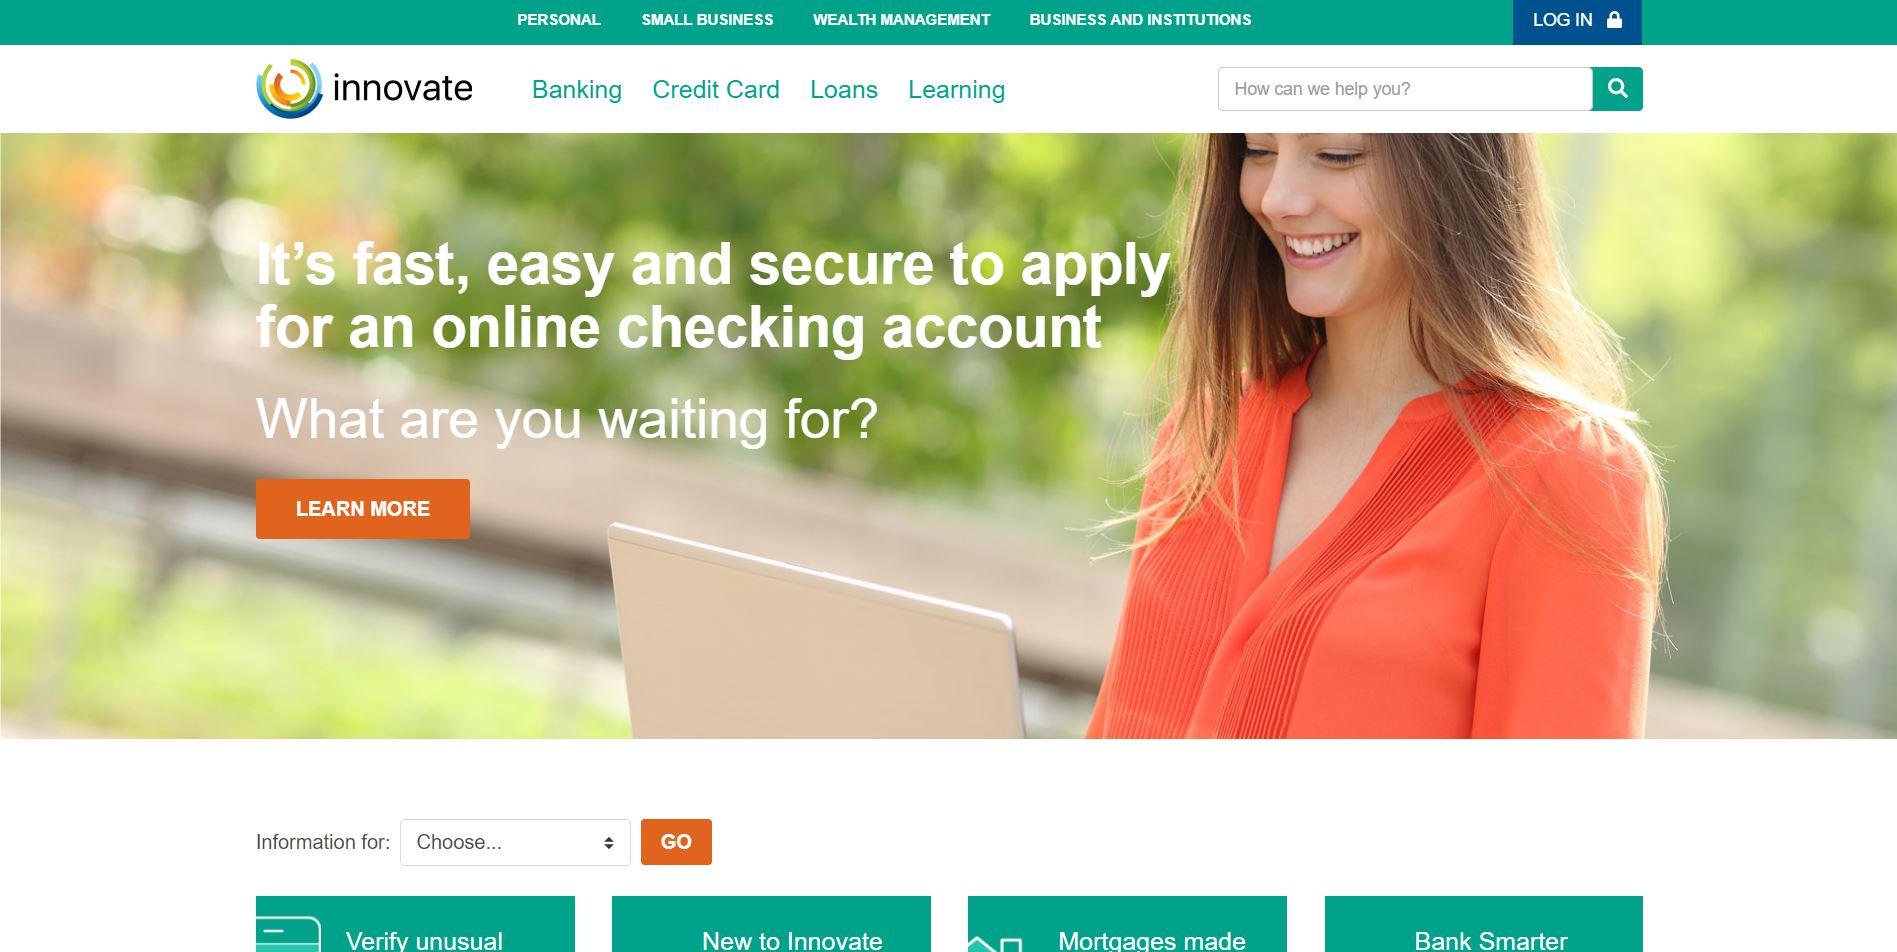 PERSONAL SMALL BUSINESS WEALTH MANAGEMENT BUSINESS AND INSTITUTIONS LOG IN
innovate Banking Credit Card Loans Learning How can we help you?
It’s fast, easy and secure to apply
for an online checking account
What are you waiting for?
LEARN MORE
Information for: Choose... GO
Verify unusual
New to Innovate
Mortgages made
Bank Smarter